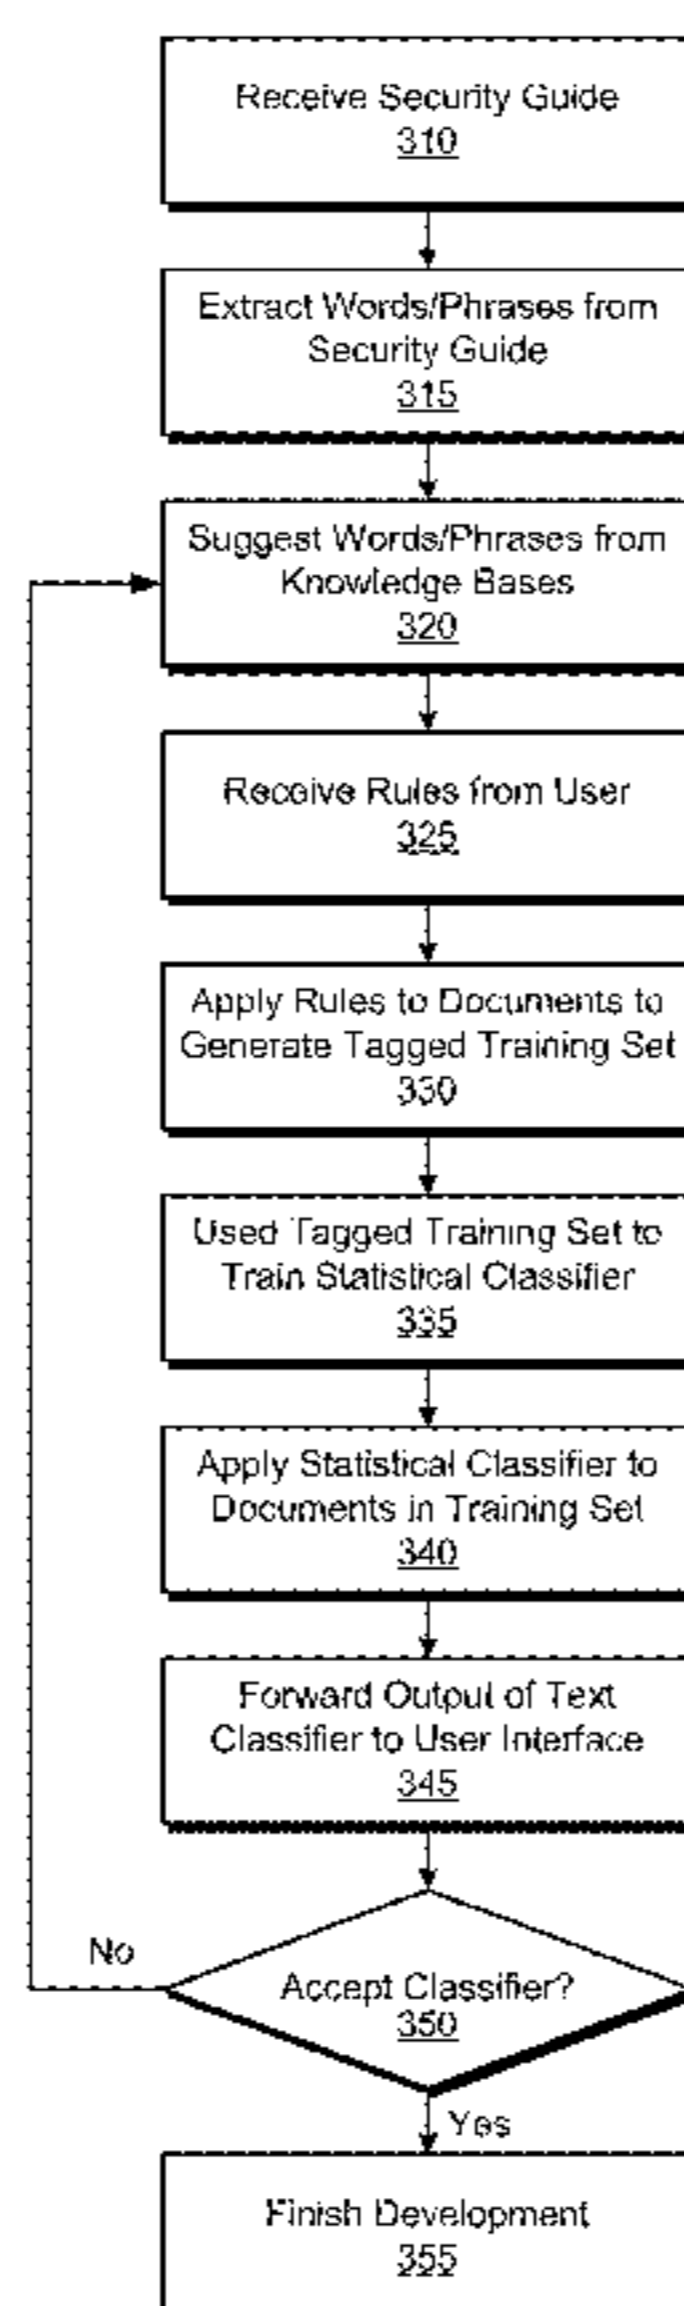 Receive Security Guide
310
Extract Words/Phrases from
Security Guide
315
Suggest Words/Phrases from
Knowledge Bases
320
Receive Rules from User
325
Apply Rules to Documents to
Generate Tagged Training Set
330
Used Tagged Training Set to
Train Statistical Classifier
335
Apply Statistical Classifier to
Documents in Training Set
340
Forward Output of Text
Classifier to User Interface
345
No
Accept Classifier?
350
Yes
Finish Development
355